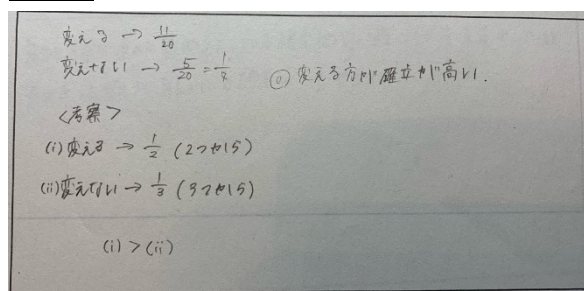 変える → 11/20
変えない → 5/20 = 1/4
◎ 変える方が確立が高い.
<考察>
(i) 変える → 1/2 (2つから)
(ii) 変えない → 1/3 (3つから)
(i) > (ii)